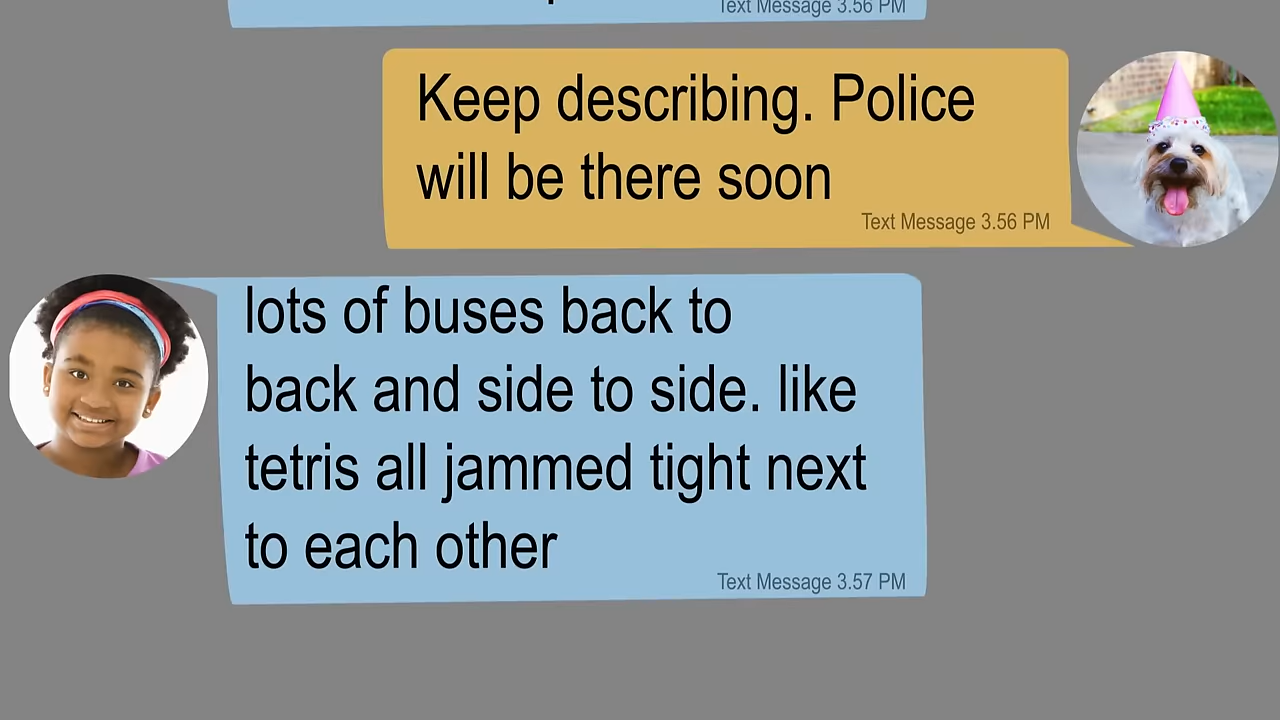 Text Message 3.56 PM
Keep describing. Police
will be there soon
Text Message 3.56 PM
lots of buses back to
back and side to side. like
tetris all jammed tight next
to each other
Text Message 3.57 PM